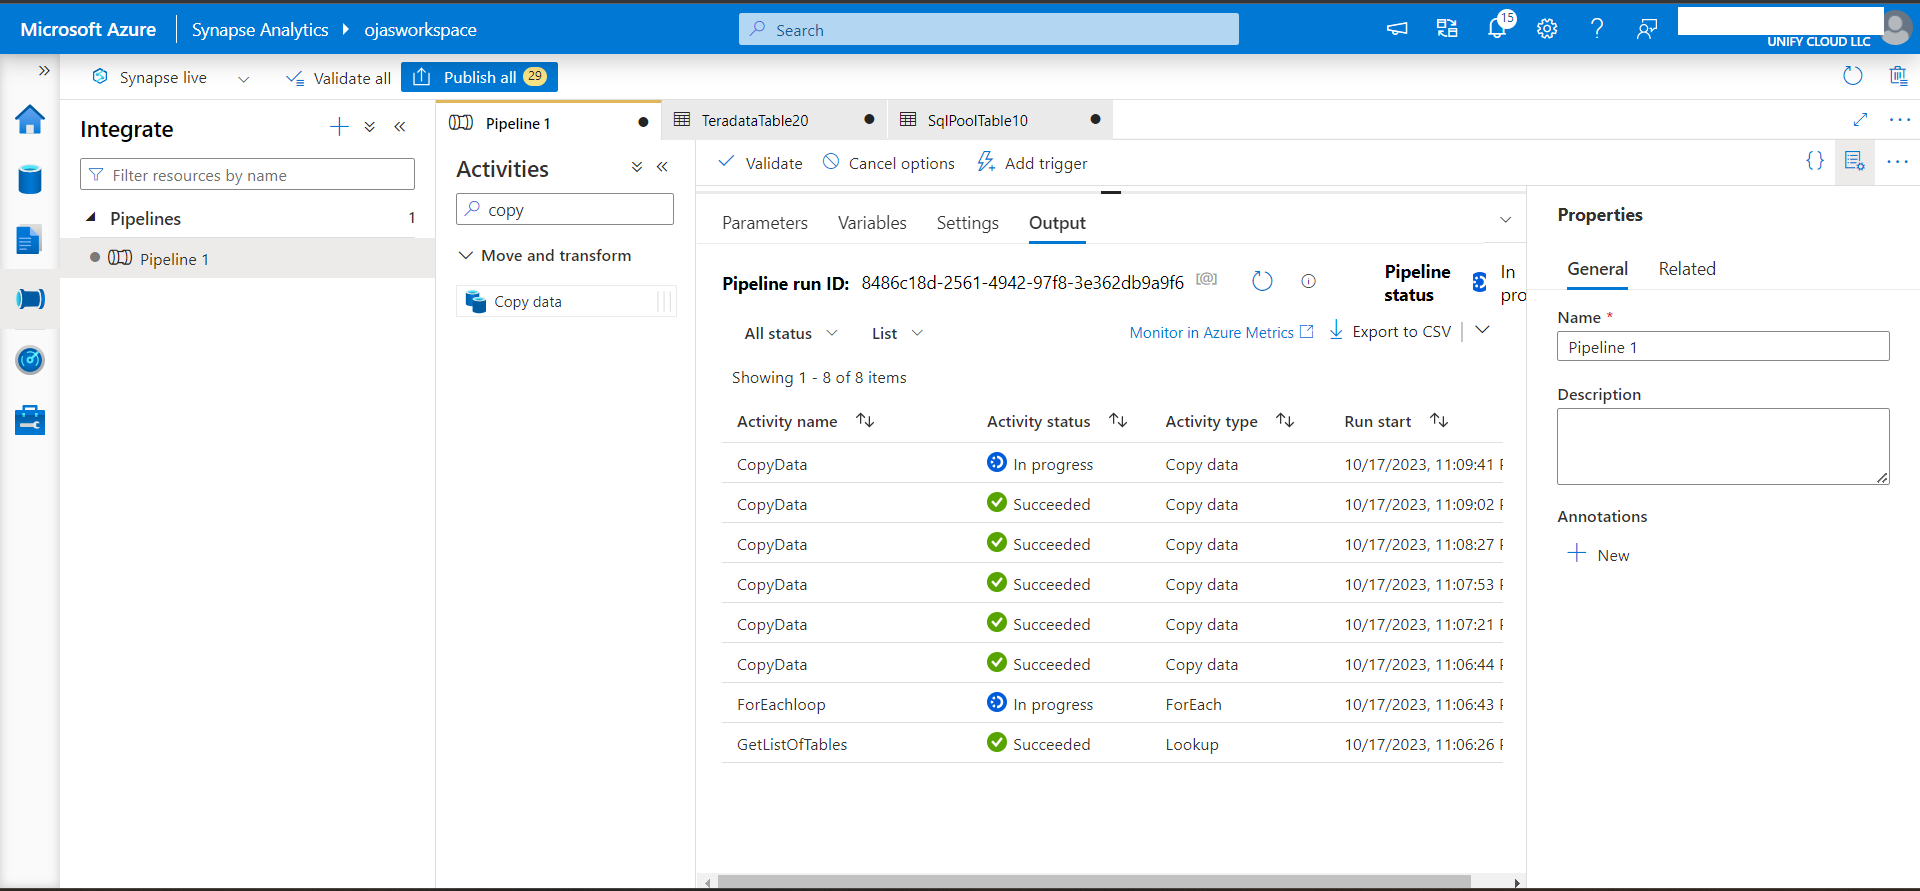 Microsoft Azure
Synapse Analytics
ojasworkspace
Search
15
UNIFY CLOUD LLC
Synapse live
Validate all
Publish all 29
Integrate
Filter resources by name
Pipelines 1
Pipeline 1
Pipeline 1
TeradataTable20
SqlPoolTable10
Activities
copy
Move and transform
Copy data
Validate
Cancel options
Add trigger
{}
Parameters
Variables
Settings
Output
Pipeline run ID: 8486c18d-2561-4942-97f8-3e362db9a9f6 [@]
Pipeline
status
In
pro
All status
List
Monitor in Azure Metrics
Export to CSV
Showing 1 - 8 of 8 items
Activity name Activity status Activity type Run start
CopyData In progress Copy data 10/17/2023, 11:09:41
CopyData Succeeded Copy data 10/17/2023, 11:09:02
CopyData Succeeded Copy data 10/17/2023, 11:08:27
CopyData Succeeded Copy data 10/17/2023, 11:07:53
CopyData Succeeded Copy data 10/17/2023, 11:07:21
CopyData Succeeded Copy data 10/17/2023, 11:06:44
ForEachloop In progress ForEach 10/17/2023, 11:06:43
GetListOfTables Succeeded Lookup 10/17/2023, 11:06:26
Properties
General
Related
Name *
Pipeline 1
Description
Annotations
New